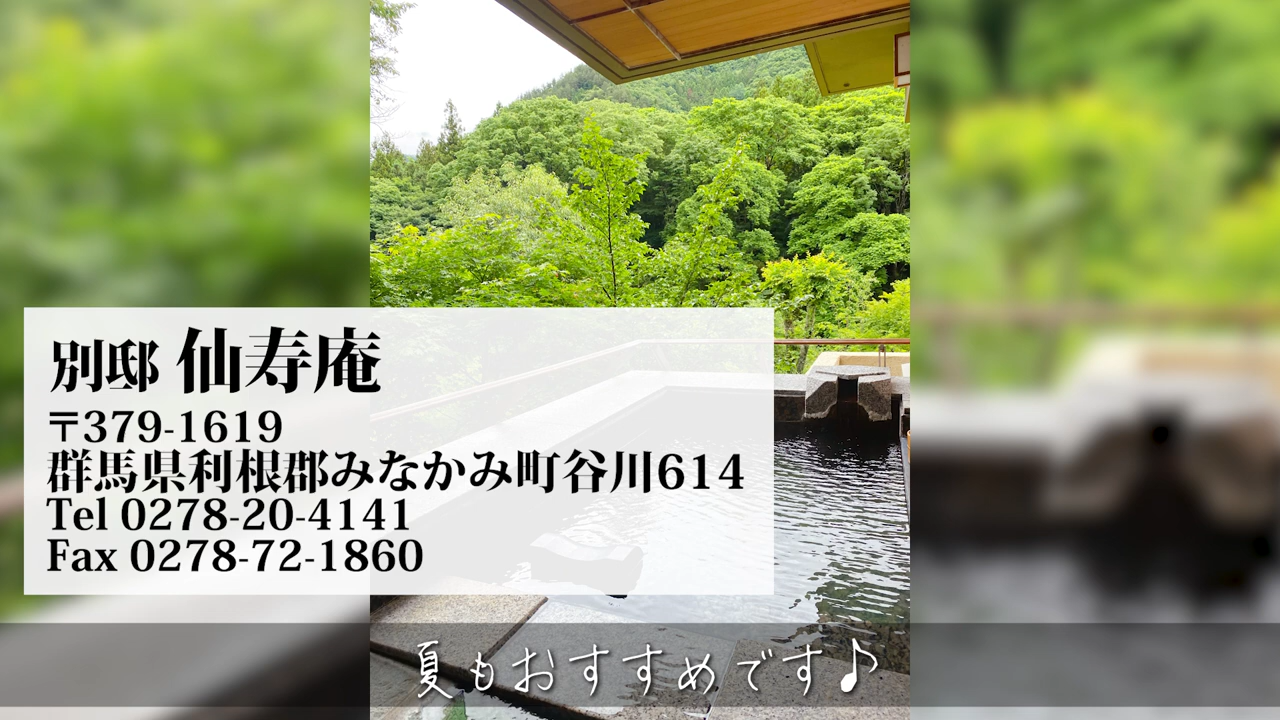 別邸 仙寿庵
〒379-1619
群馬県利根郡みなかみ町谷川614
Tel 0278-20-4141
Fax 0278-72-1860
夏もおすすめです♪